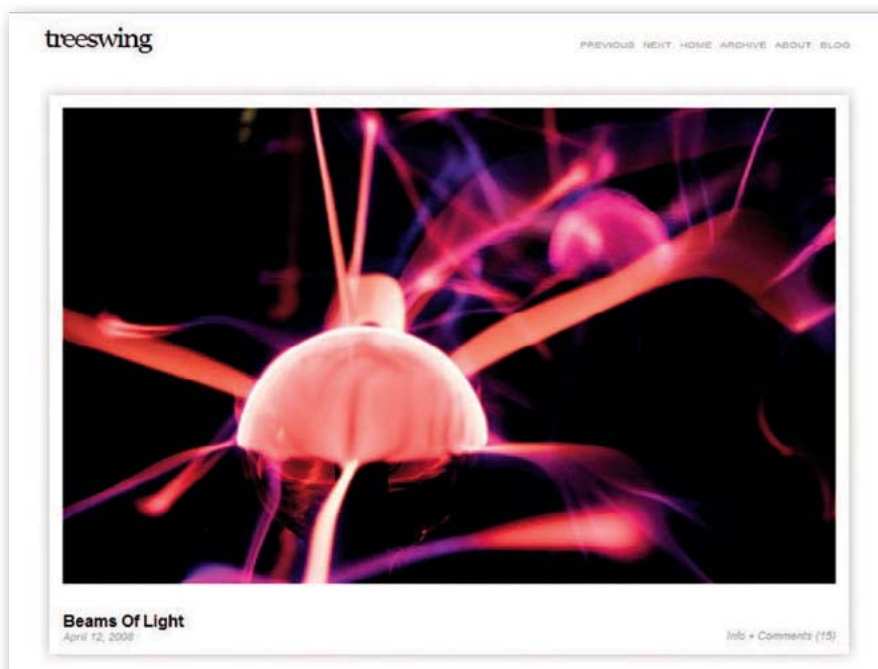 treeswing
PREVIOUS NEXT HOME ARCHIVE ABOUT BLOG
Beams Of Light
April 12, 2008
Info + Comments (15)